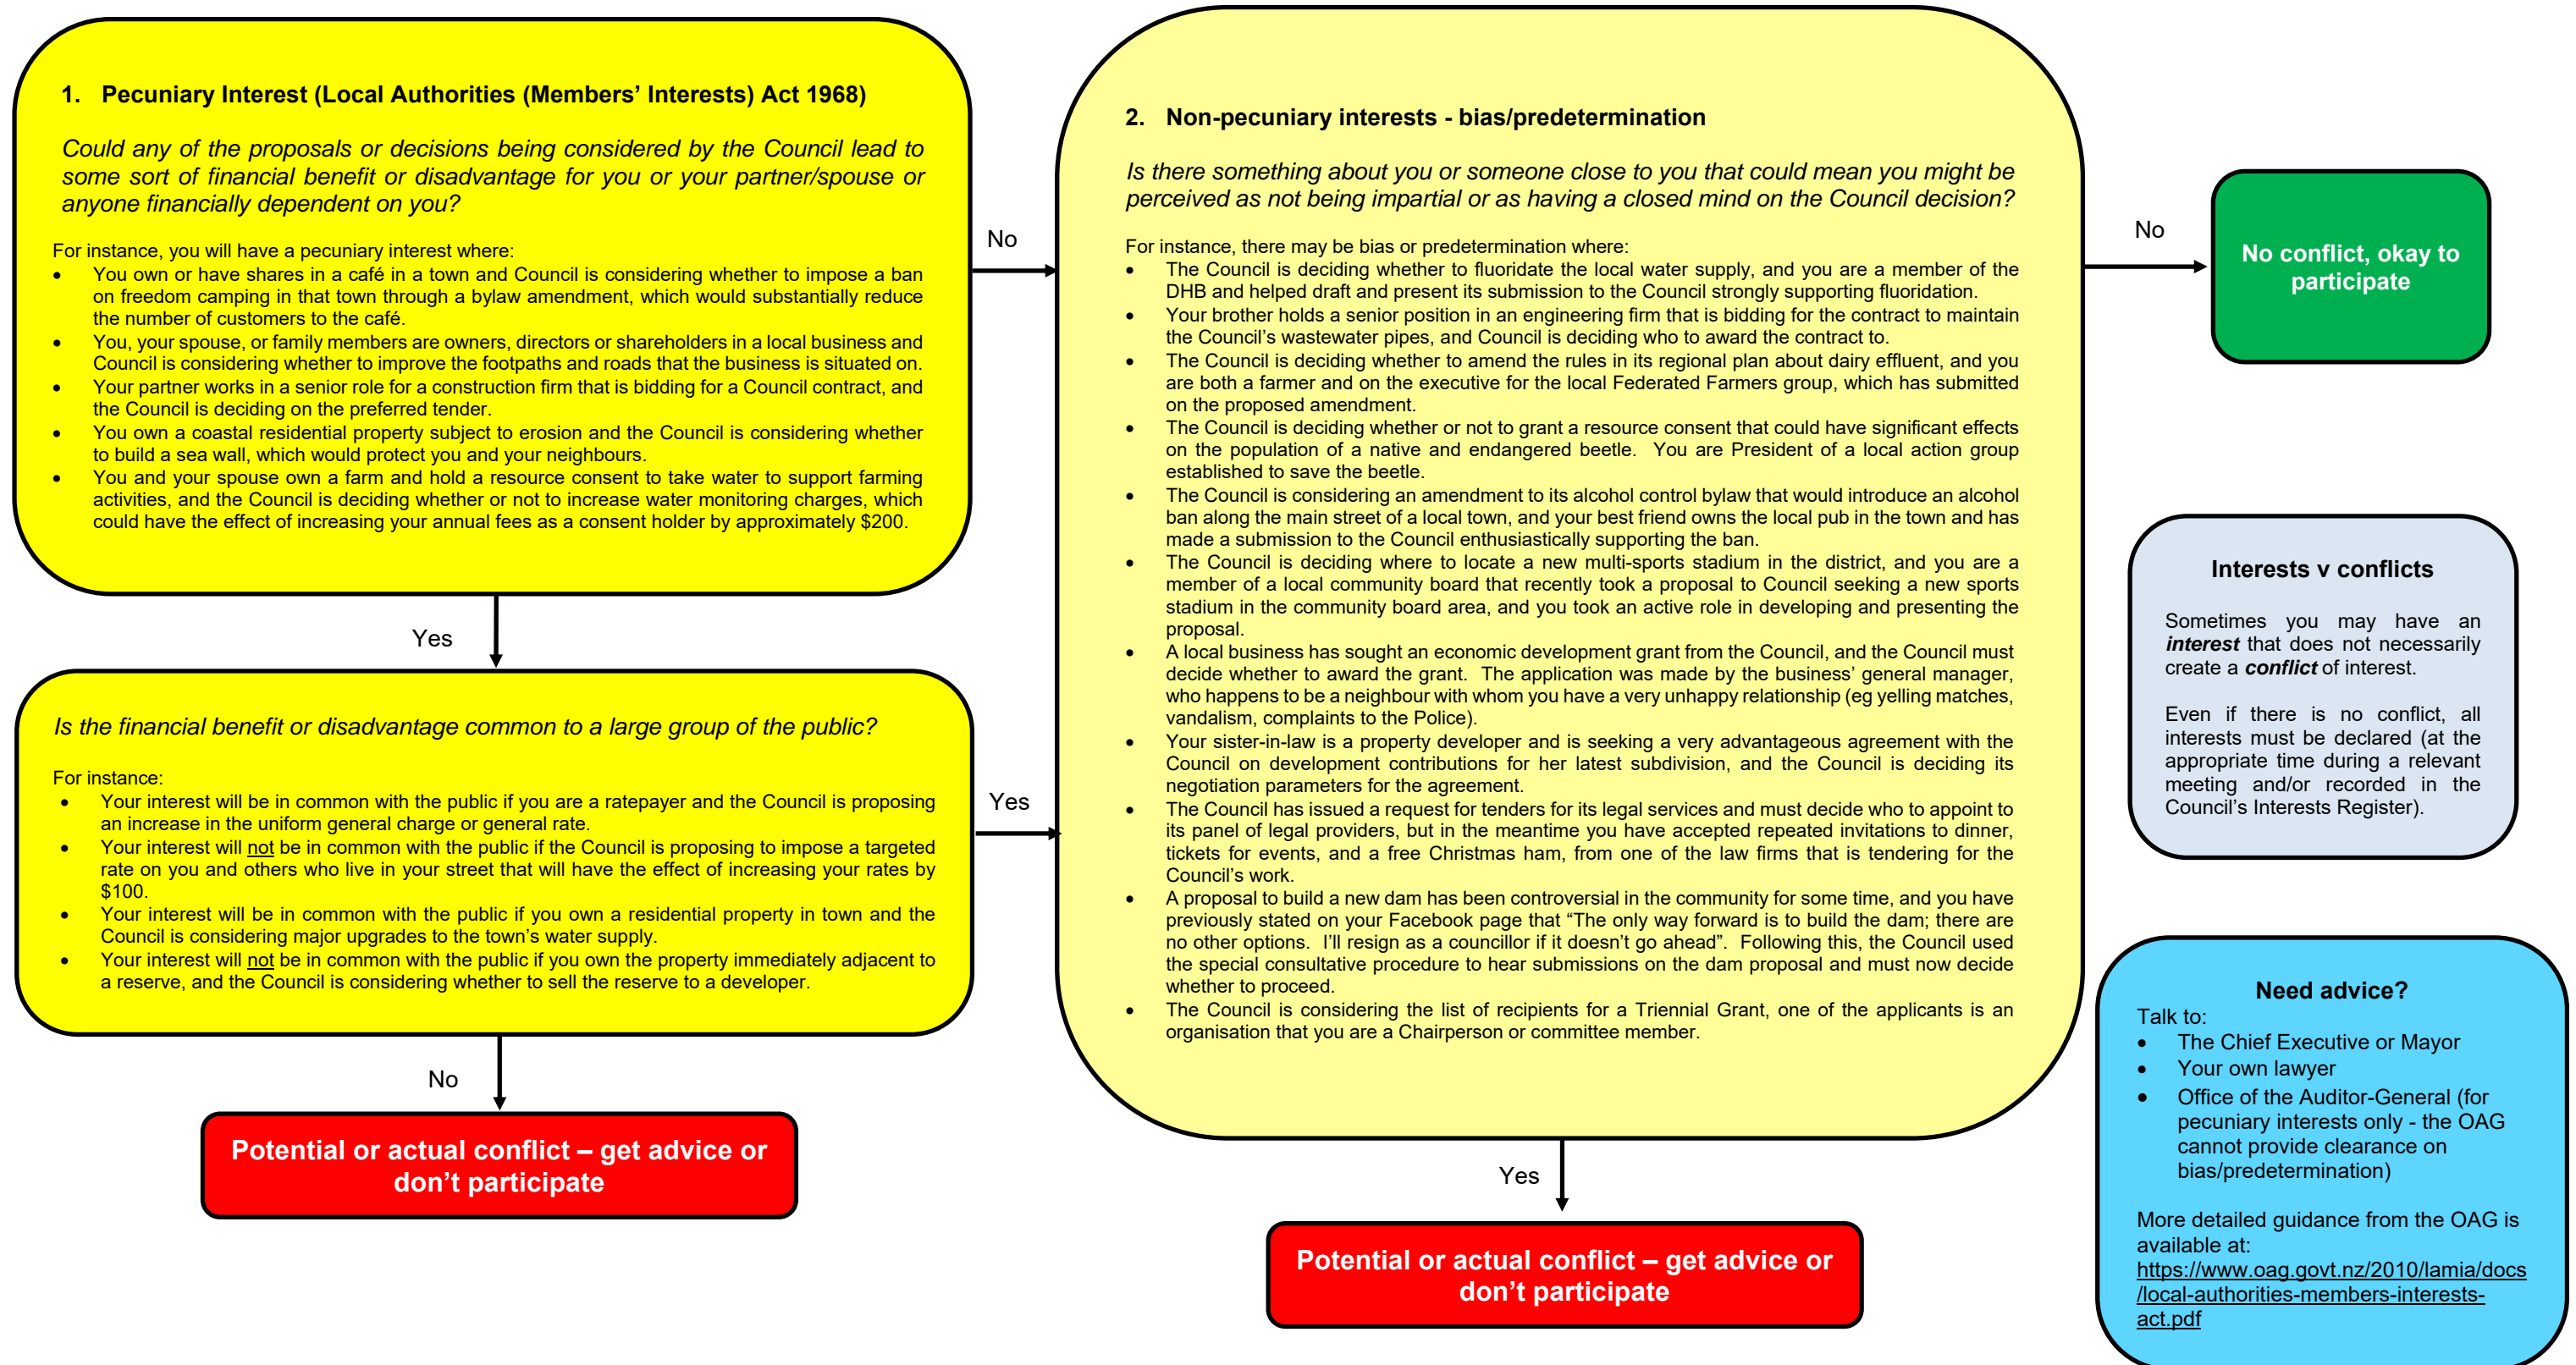 1. Pecuniary Interest (Local Authorities (Members’ Interests) Act 1968)
Could any of the proposals or decisions being considered by the Council lead to
some sort of financial benefit or disadvantage for you or your partner/spouse or
anyone financially dependent on you?
For instance, you will have a pecuniary interest where:
• You own or have shares in a café in a town and Council is considering whether to impose a ban
on freedom camping in that town through a bylaw amendment, which would substantially reduce
the number of customers to the café.
• You, your spouse, or family members are owners, directors or shareholders in a local business and
Council is considering whether to improve the footpaths and roads that the business is situated on.
• Your partner works in a senior role for a construction firm that is bidding for a Council contract, and
the Council is deciding on the preferred tender.
• You own a coastal residential property subject to erosion and the Council is considering whether
to build a sea wall, which would protect you and your neighbours.
• You and your spouse own a farm and hold a resource consent to take water to support farming
activities, and the Council is deciding whether or not to increase water monitoring charges, which
could have the effect of increasing your annual fees as a consent holder by approximately $200.
No
Yes
Is the financial benefit or disadvantage common to a large group of the public?
For instance:
• Your interest will be in common with the public if you are a ratepayer and the Council is proposing
an increase in the uniform general charge or general rate.
• Your interest will not be in common with the public if the Council is proposing to impose a targeted
rate on you and others who live in your street that will have the effect of increasing your rates by
$100.
• Your interest will be in common with the public if you own a residential property in town and the
Council is considering major upgrades to the town’s water supply.
• Your interest will not be in common with the public if you own the property immediately adjacent to
a reserve, and the Council is considering whether to sell the reserve to a developer.
Yes
No
Potential or actual conflict – get advice or
don’t participate
2. Non-pecuniary interests - bias/predetermination
Is there something about you or someone close to you that could mean you might be
perceived as not being impartial or as having a closed mind on the Council decision?
For instance, there may be bias or predetermination where:
• The Council is deciding whether to fluoridate the local water supply, and you are a member of the
DHB and helped draft and present its submission to the Council strongly supporting fluoridation.
• Your brother holds a senior position in an engineering firm that is bidding for the contract to maintain
the Council’s wastewater pipes, and Council is deciding who to award the contract to.
• The Council is deciding whether to amend the rules in its regional plan about dairy effluent, and you
are both a farmer and on the executive for the local Federated Farmers group, which has submitted
on the proposed amendment.
• The Council is deciding whether or not to grant a resource consent that could have significant effects
on the population of a native and endangered beetle. You are President of a local action group
established to save the beetle.
• The Council is considering an amendment to its alcohol control bylaw that would introduce an alcohol
ban along the main street of a local town, and your best friend owns the local pub in the town and has
made a submission to the Council enthusiastically supporting the ban.
• The Council is deciding where to locate a new multi-sports stadium in the district, and you are a
member of a local community board that recently took a proposal to Council seeking a new sports
stadium in the community board area, and you took an active role in developing and presenting the
proposal.
• A local business has sought an economic development grant from the Council, and the Council must
decide whether to award the grant. The application was made by the business’ general manager,
who happens to be a neighbour with whom you have a very unhappy relationship (eg yelling matches,
vandalism, complaints to the Police).
• Your sister-in-law is a property developer and is seeking a very advantageous agreement with the
Council on development contributions for her latest subdivision, and the Council is deciding its
negotiation parameters for the agreement.
• The Council has issued a request for tenders for its legal services and must decide who to appoint to
its panel of legal providers, but in the meantime you have accepted repeated invitations to dinner,
tickets for events, and a free Christmas ham, from one of the law firms that is tendering for the
Council’s work.
• A proposal to build a new dam has been controversial in the community for some time, and you have
previously stated on your Facebook page that “The only way forward is to build the dam; there are
no other options. I’ll resign as a councillor if it doesn’t go ahead”. Following this, the Council used
the special consultative procedure to hear submissions on the dam proposal and must now decide
whether to proceed.
• The Council is considering the list of recipients for a Triennial Grant, one of the applicants is an
organisation that you are a Chairperson or committee member.
Yes
Potential or actual conflict – get advice or
don’t participate
No
No conflict, okay to
participate
Interests v conflicts
Sometimes you may have an
interest that does not necessarily
create a conflict of interest.
Even if there is no conflict, all
interests must be declared (at the
appropriate time during a relevant
meeting and/or recorded in the
Council’s Interests Register).
Need advice?
Talk to:
• The Chief Executive or Mayor
• Your own lawyer
• Office of the Auditor-General (for
pecuniary interests only - the OAG
cannot provide clearance on
bias/predetermination)
More detailed guidance from the OAG is
available at:
https://www.oag.govt.nz/2010/lamia/docs
/local-authorities-members-interests-
act.pdf